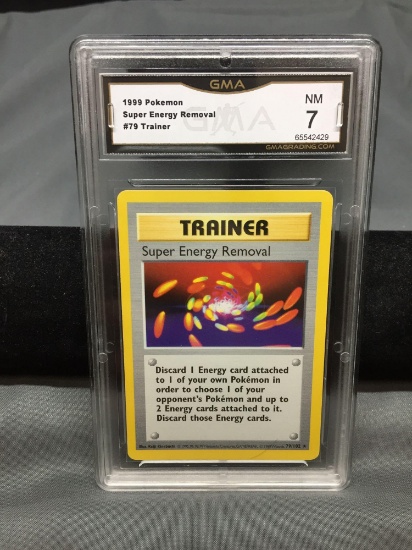 GMA
1999 Pokemon
Super Energy Removal
#79 Trainer
NM
7
65542429
GMAGRADING.COM
TRAINER
Super Energy Removal
Discard 1 Energy card attached
to 1 of your own Pokémon in
order to choose 1 of your
opponent's Pokémon and up to
2 Energy cards attached to it.
Discard those Energy cards.
79/102